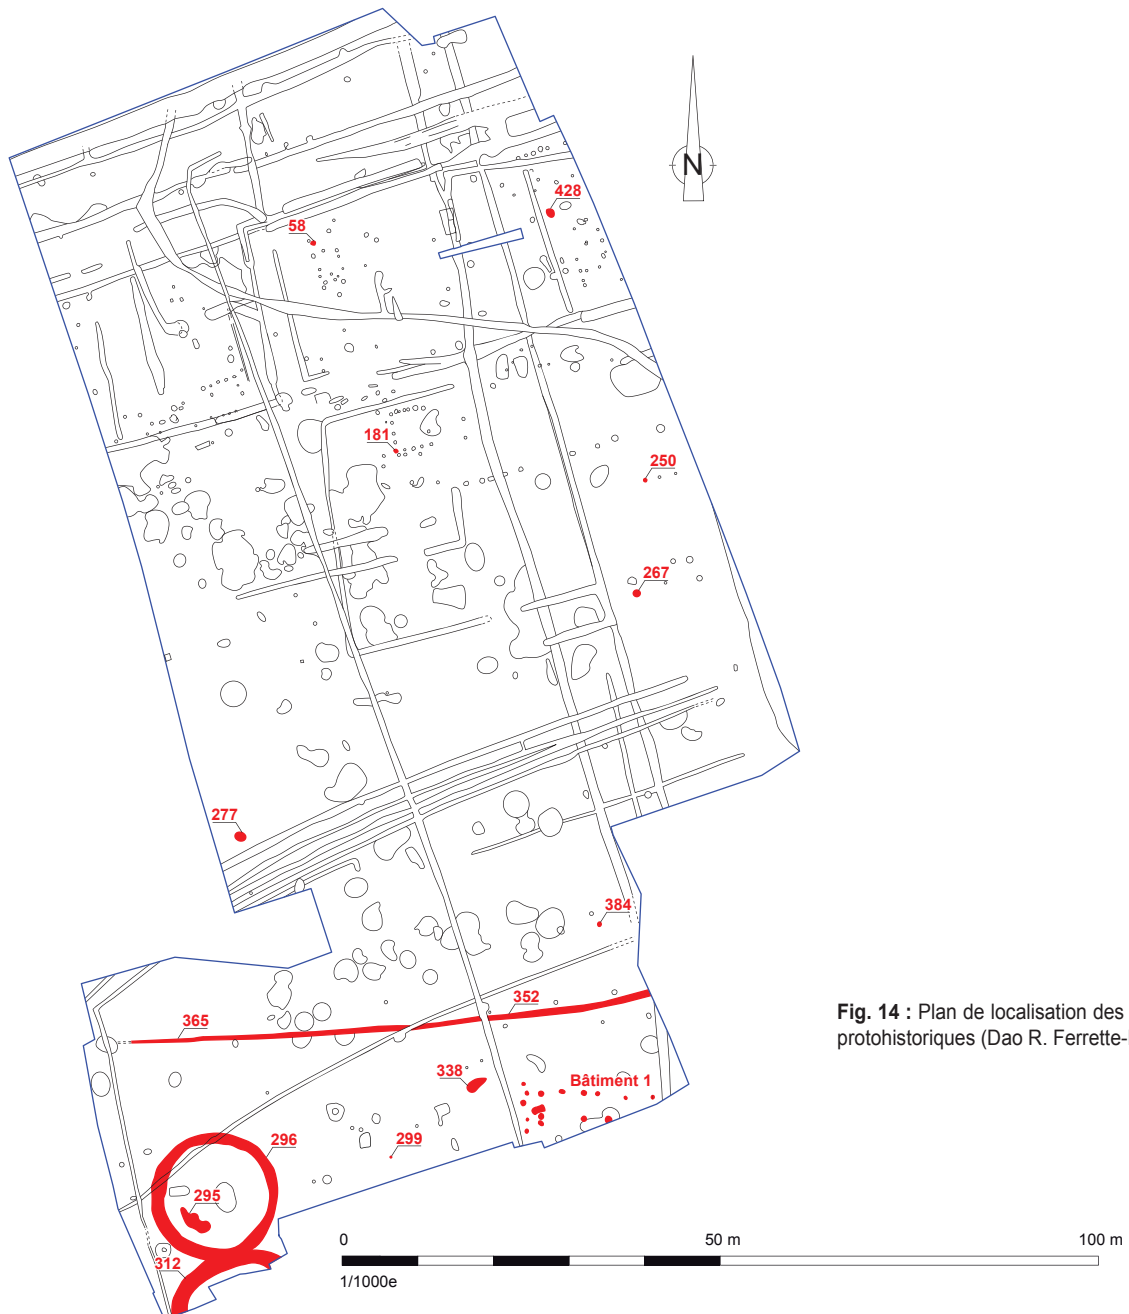 N
428
58
181
250
267
277
384
352
365
338
Bâtiment 1
299
296
295
312
0 50 m 100 m
1/1000e
Fig. 14 : Plan de localisation des
protohistoriques (Dao R. Ferrette-